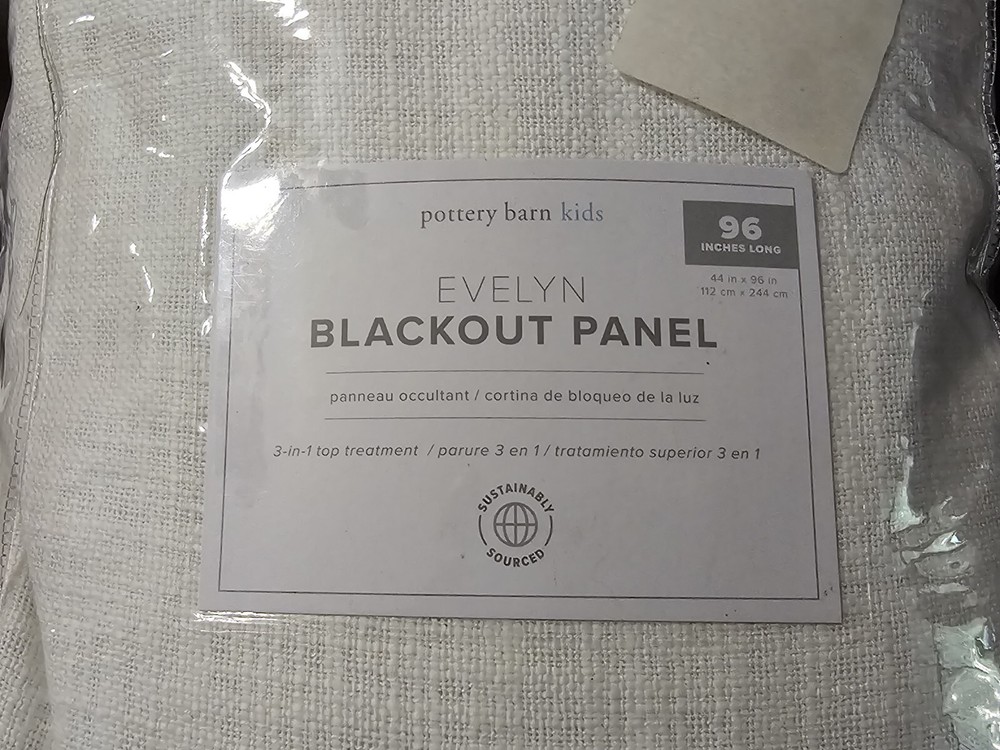 pottery barn kids
96
INCHES LONG
44 in x 96 in
112 cm x 244 cm
EVELYN
BLACKOUT PANEL
panneau occultant / cortina de bloqueo de la luz
3-in-1 top treatment / parure 3 en 1 / tratamiento superior 3 en 1
SUSTAINABLY
SOURCED